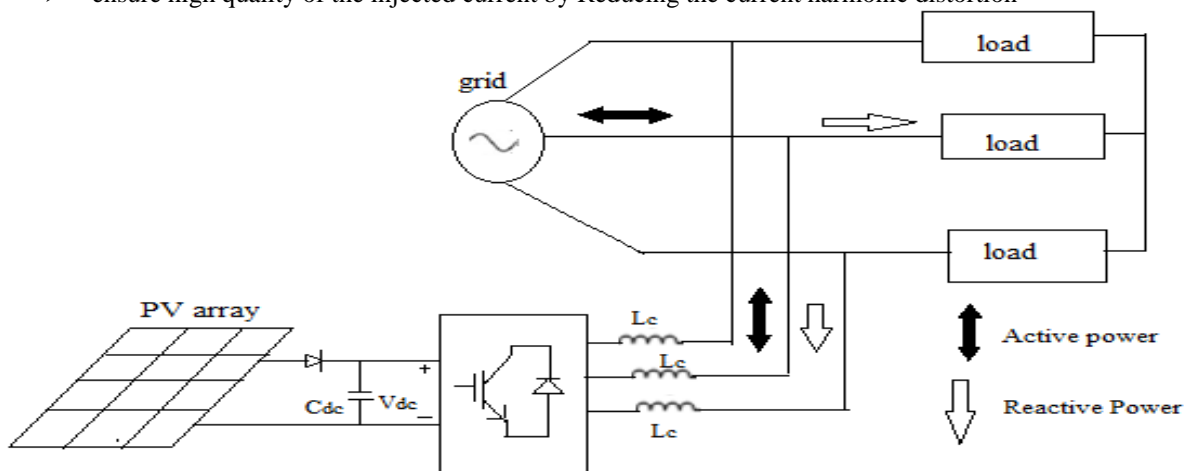 ensure high quality of the injected current by Reducing the current harmonic distortion
load
grid
load
load
PV array
Lc
Active power
Lc
+
Cdc
Vdc
Reactive Power
_
Lc